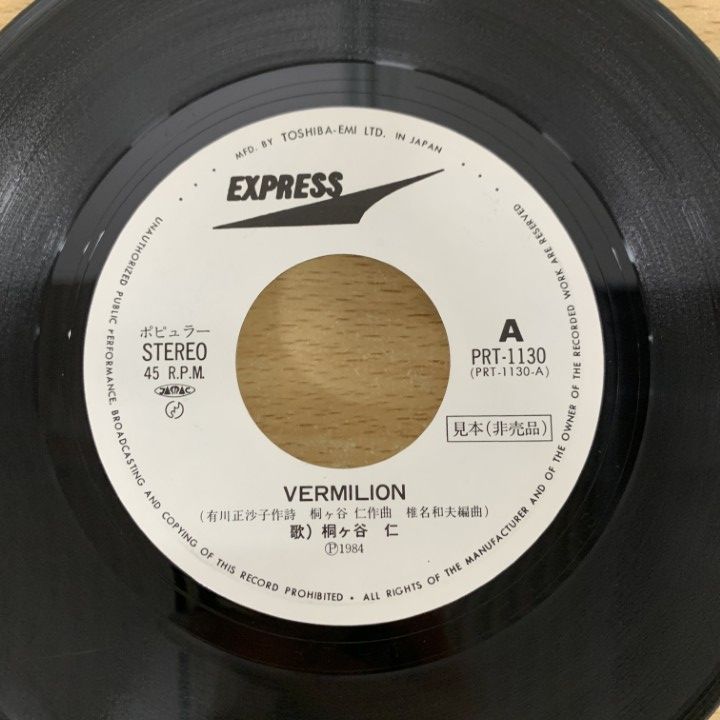 MFD. BY TOSHIBA-EMI LTD. IN JAPAN
EXPRESS
ポピュラー
STEREO
45 R.P.M.
JASRAC
A
PRT-1130
(PRT-1130-A)
見本(非売品)
VERMILION
(有川正沙子作詩 桐ヶ谷 仁作曲 椎名和夫編曲)
歌) 桐ヶ谷 仁
Ⓟ1984
UNAUTHORIZED PUBLIC PERFORMANCE, BROADCASTING AND COPYING OF THIS RECORD PROHIBITED • ALL RIGHTS OF THE MANUFACTURER AND OF THE OWNER OF THE RECORDED WORK ARE RESERVED